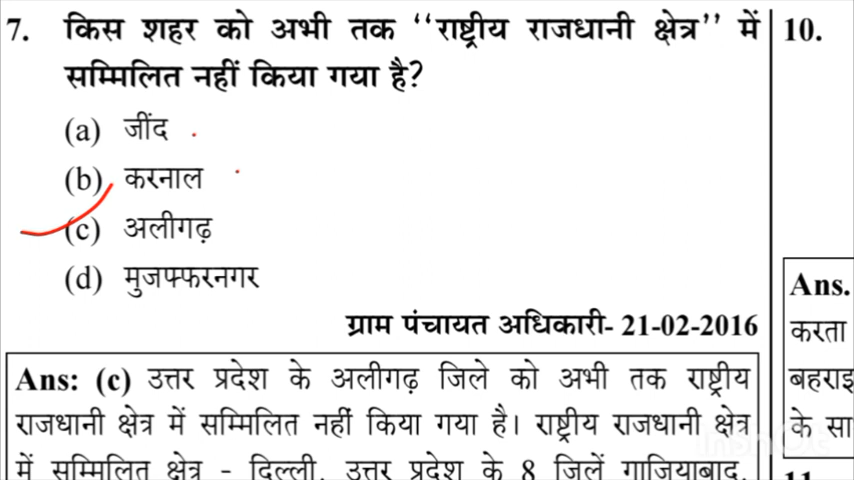 7. किस शहर को अभी तक ‘‘राष्ट्रीय राजधानी क्षेत्र’’ में
सम्मिलित नहीं किया गया है?
(a) जींद
(b) करनाल
(c) अलीगढ़
(d) मुजफ्फरनगर
ग्राम पंचायत अधिकारी- 21-02-2016
Ans: (c) उत्तर प्रदेश के अलीगढ़ जिले को अभी तक राष्ट्रीय
राजधानी क्षेत्र में सम्मिलित नहीं किया गया है। राष्ट्रीय राजधानी क्षेत्र
में सम्मिलित क्षेत्र - दिल्ली, उत्तर प्रदेश के 8 जिलें गाजियाबाद,
10.
Ans.
करता
बहराइ
के सा
11.